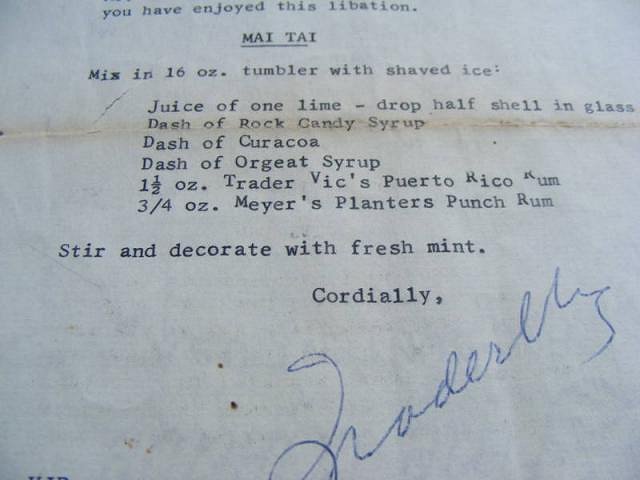 you have enjoyed this libation.
MAI TAI
Mix in 16 oz. tumbler with shaved ice:
Juice of one lime - drop half shell in glass
Dash of Rock Candy Syrup
Dash of Curacoa
Dash of Orgeat Syrup
1½ oz. Trader Vic's Puerto Rico Rum
3/4 oz. Meyer's Planters Punch Rum
Stir and decorate with fresh mint.
Cordially,
Trader Vic